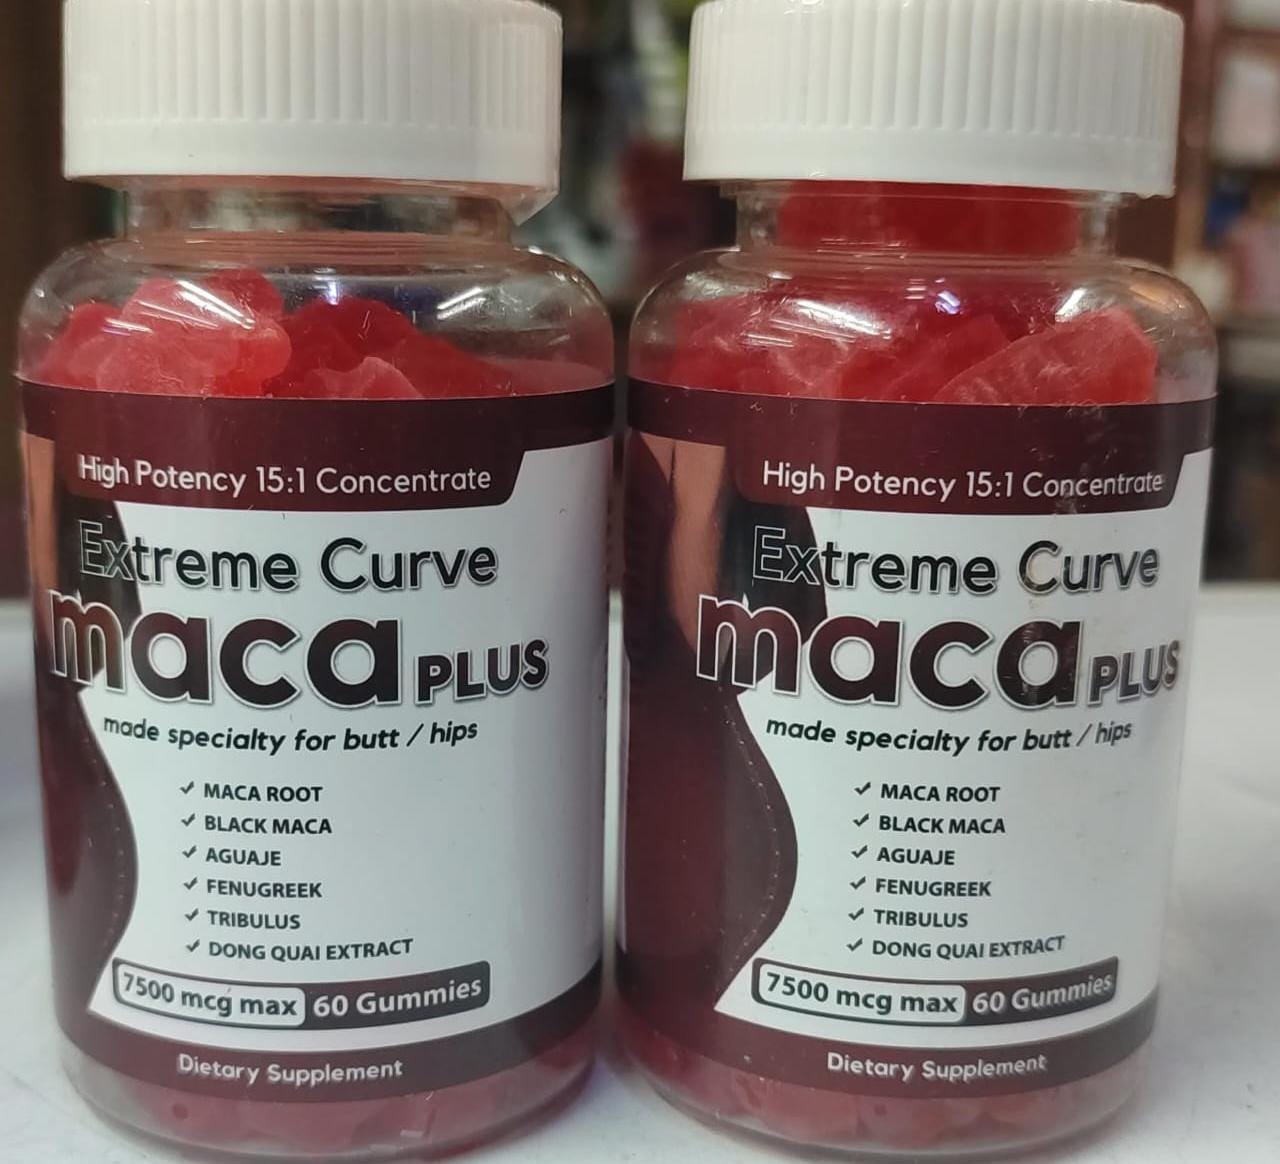 High Potency 15:1 Concentrate
Extreme Curve
maca PLUS
made specialty for butt / hips
✓ MACA ROOT
✓ BLACK MACA
✓ AGUAJE
✓ FENUGREEK
✓ TRIBULUS
✓ DONG QUAI EXTRACT
7500 mcg max 60 Gummies
Dietary Supplement
High Potency 15:1 Concentrate
Extreme Curve
maca PLUS
made specialty for butt / hips
✓ MACA ROOT
✓ BLACK MACA
✓ AGUAJE
✓ FENUGREEK
✓ TRIBULUS
✓ DONG QUAI EXTRACT
7500 mcg max 60 Gummies
Dietary Supplement